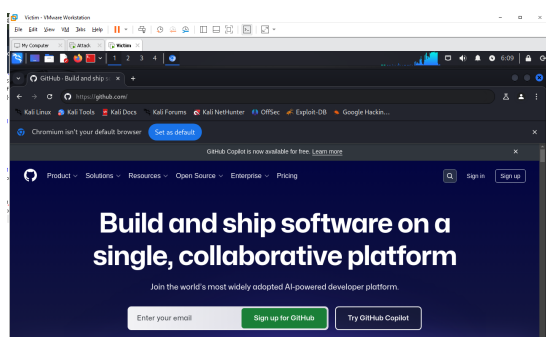 Victim - VMware Workstation
File Edit View VM Tabs Help
My Computer Attack Victim
1 2 3 4 6:09
GitHub · Build and ship s
https://github.com/
Kali Linux Kali Tools Kali Docs Kali Forums Kali NetHunter OffSec Exploit-DB Google Hackin...
Chromium isn't your default browser Set as default
GitHub Copilot is now available for free. Learn more
Product Solutions Resources Open Source Enterprise Pricing Sign in Sign up
Build and ship software on a
single, collaborative platform
Join the world's most widely adopted AI-powered developer platform.
Enter your email Sign up for GitHub Try GitHub Copilot